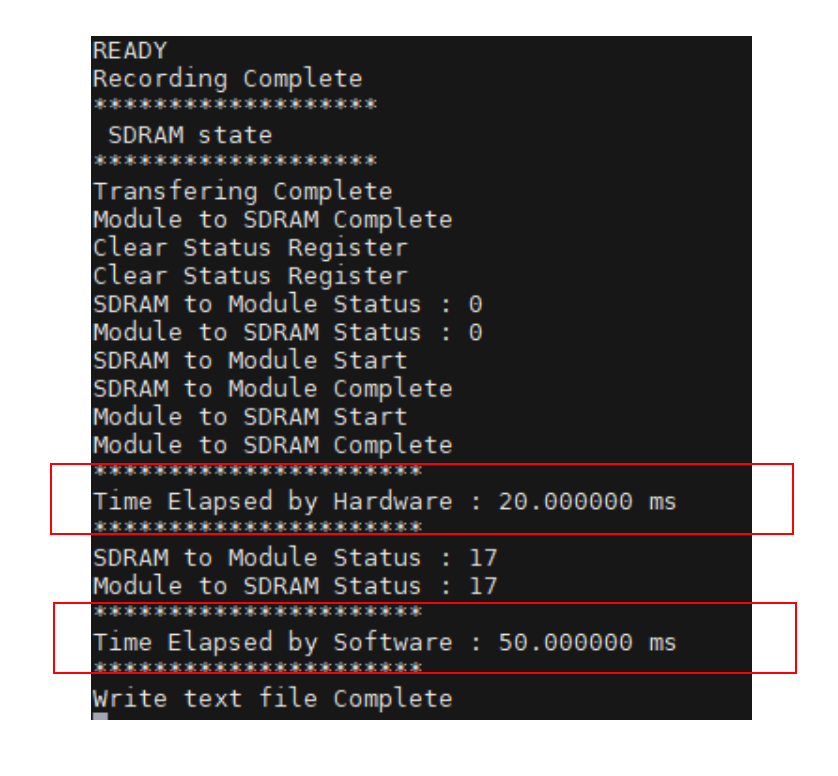 READY
Recording Complete
*******************
 SDRAM state
*******************
Transfering Complete
Module to SDRAM Complete
Clear Status Register
Clear Status Register
SDRAM to Module Status : 0
Module to SDRAM Status : 0
SDRAM to Module Start
SDRAM to Module Complete
Module to SDRAM Start
Module to SDRAM Complete
**********************
Time Elapsed by Hardware : 20.000000 ms
**********************
SDRAM to Module Status : 17
Module to SDRAM Status : 17
**********************
Time Elapsed by Software : 50.000000 ms
**********************
Write text file Complete